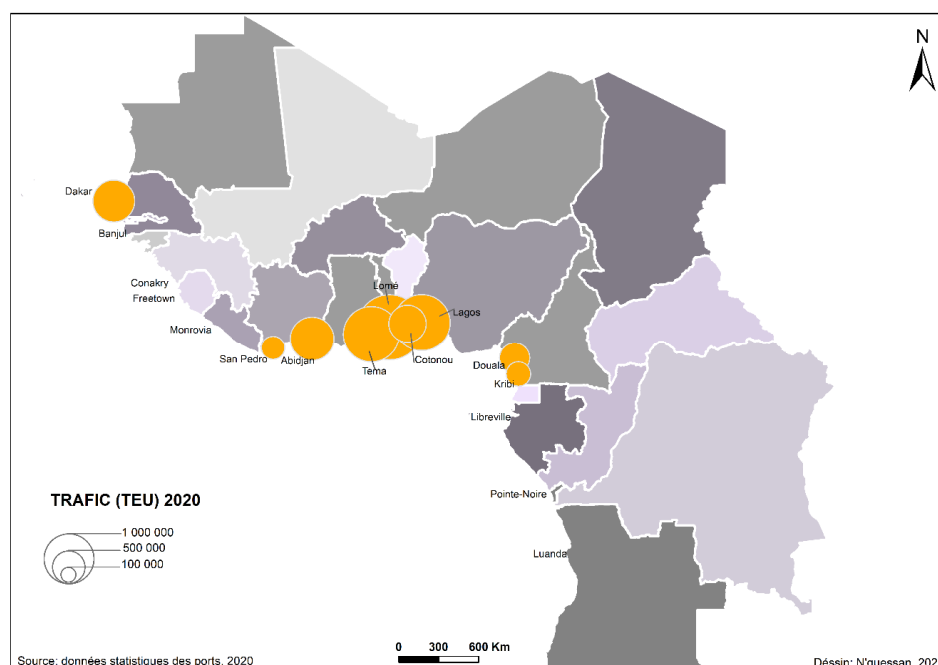 N
Dakar
Banjul
Conakry
Freetown
Monrovia
San Pedro
Abidjan
Lomé
Lagos
Tema
Cotonou
Douala
Kribi
Libreville
Pointe-Noire
Luanda
TRAFIC (TEU) 2020
1 000 000
500 000
100 000
0 300 600 Km
Source: données statistiques des ports, 2020
Déssin: N'guessan, 202